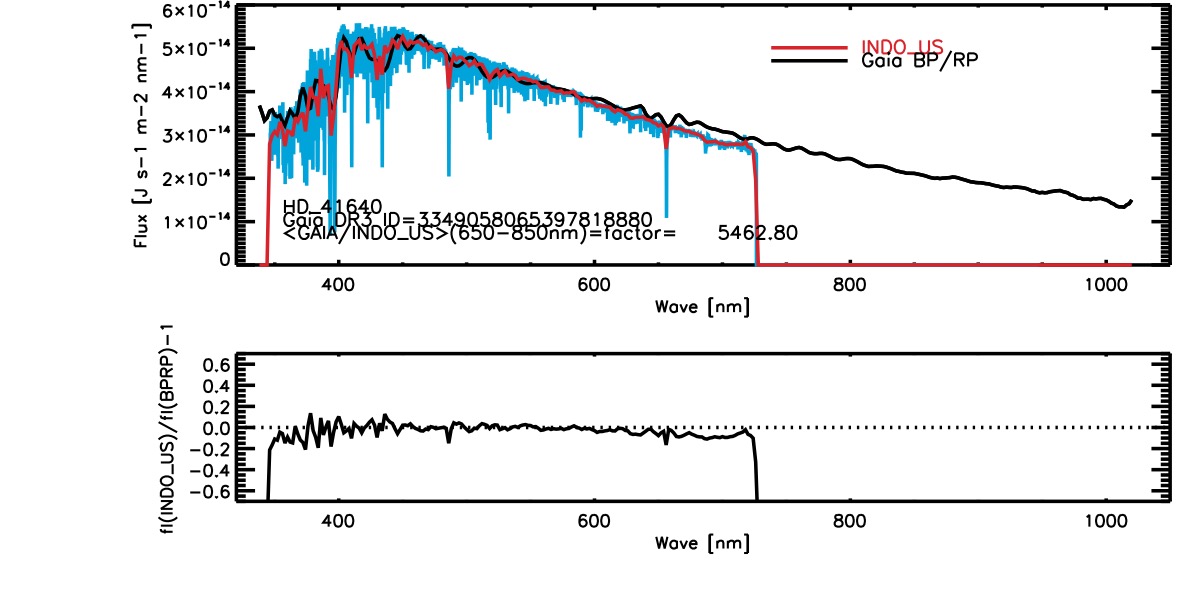 6×10⁻¹⁴
5×10⁻¹⁴
4×10⁻¹⁴
3×10⁻¹⁴
2×10⁻¹⁴
1×10⁻¹⁴
0
Flux [J s−1 m−2 nm−1]
INDO_US
Gaia BP/RP
HD_41640
Gaia DR3 ID=3349058065397818880
<GAIA/INDO_US>(650−850nm)=factor= 5462.80
400 600 800 1000
Wave [nm]
fl(INDO_US)/fl(BPRP)−1
0.6
0.4
0.2
0.0
−0.2
−0.4
−0.6
400 600 800 1000
Wave [nm]